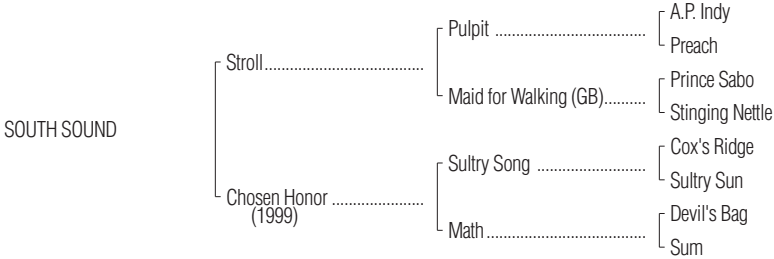 A.P. Indy
Pulpit ......................................
Preach
Stroll........................................
Prince Sabo
Maid for Walking (GB)..........
Stinging Nettle
SOUTH SOUND
Cox's Ridge
Sultry Song ............................
Sultry Sun
Chosen Honor .......................
(1999)
Devil's Bag
Math........................................
Sum